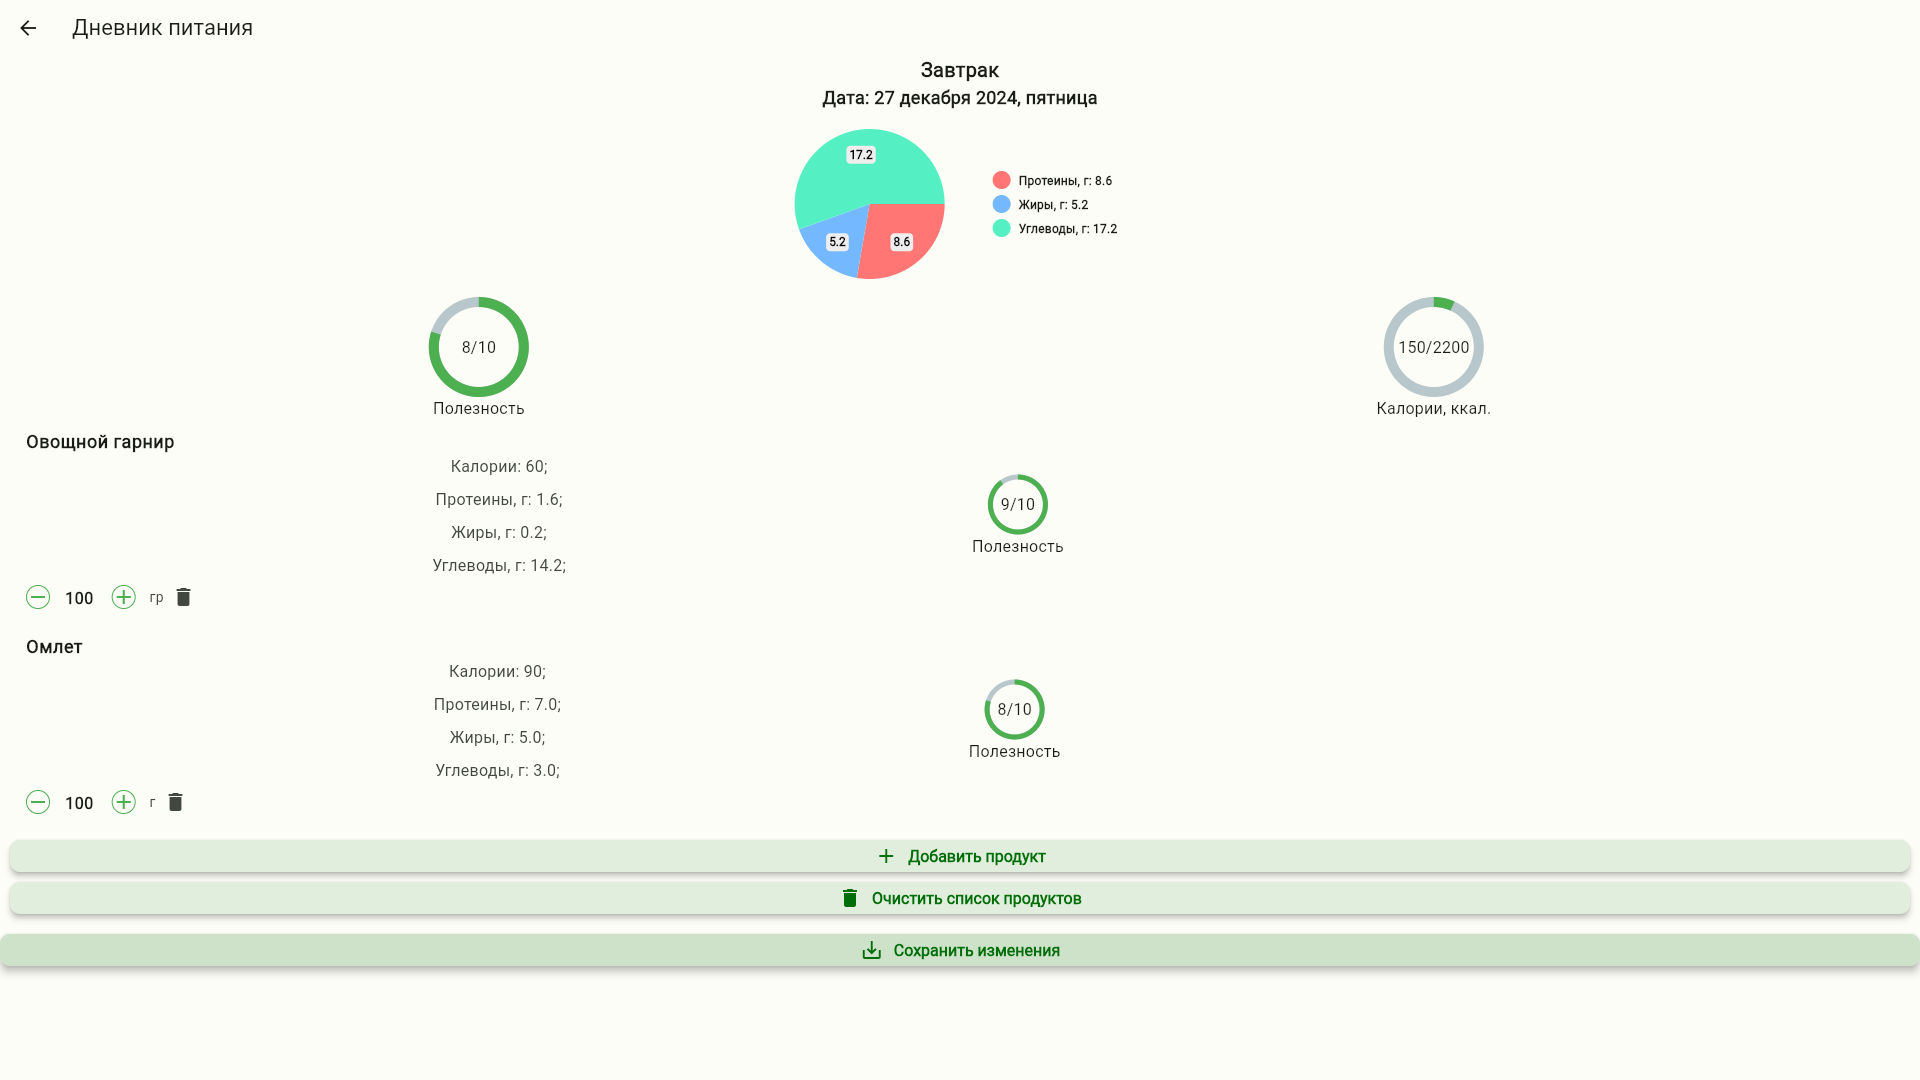 Дневник питания
Завтрак
Дата: 27 декабря 2024, пятница
17.2
5.2
8.6
Протеины, г: 8.6
Жиры, г: 5.2
Углеводы, г: 17.2
8/10
Полезность
150/2200
Калории, ккал.
Овощной гарнир
Калории: 60;
Протеины, г: 1.6;
Жиры, г: 0.2;
Углеводы, г: 14.2;
9/10
Полезность
100 гр
Омлет
Калории: 90;
Протеины, г: 7.0;
Жиры, г: 5.0;
Углеводы, г: 3.0;
8/10
Полезность
100 г
Добавить продукт
Очистить список продуктов
Сохранить изменения